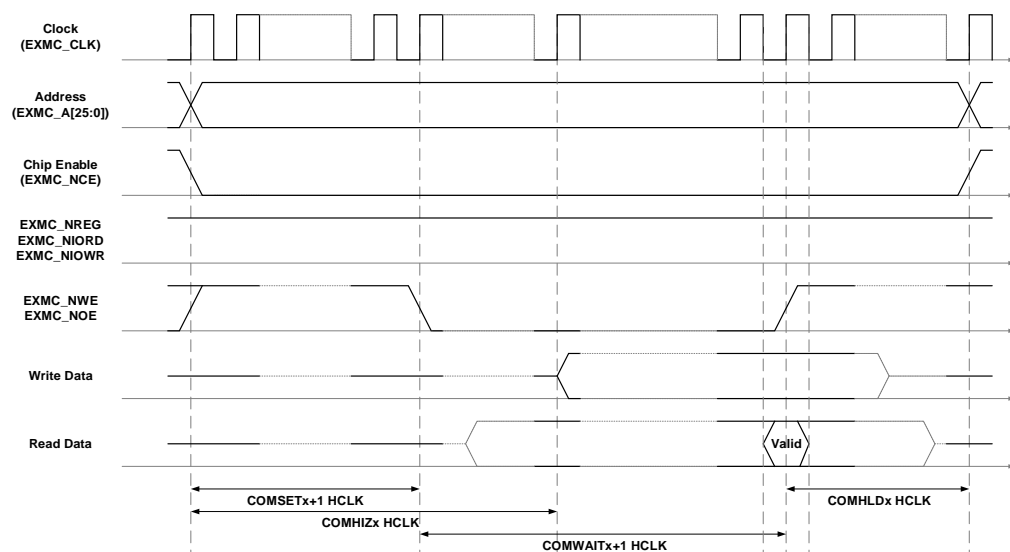 Clock
(EXMC_CLK)
Address
(EXMC_A[25:0])
Chip Enable
(EXMC_NCE)
EXMC_NREG
EXMC_NIORD
EXMC_NIOWR
EXMC_NWE
EXMC_NOE
Write Data
Read Data
Valid
COMSETx+1 HCLK
COMHLDx HCLK
COMHIZx HCLK
COMWAITx+1 HCLK